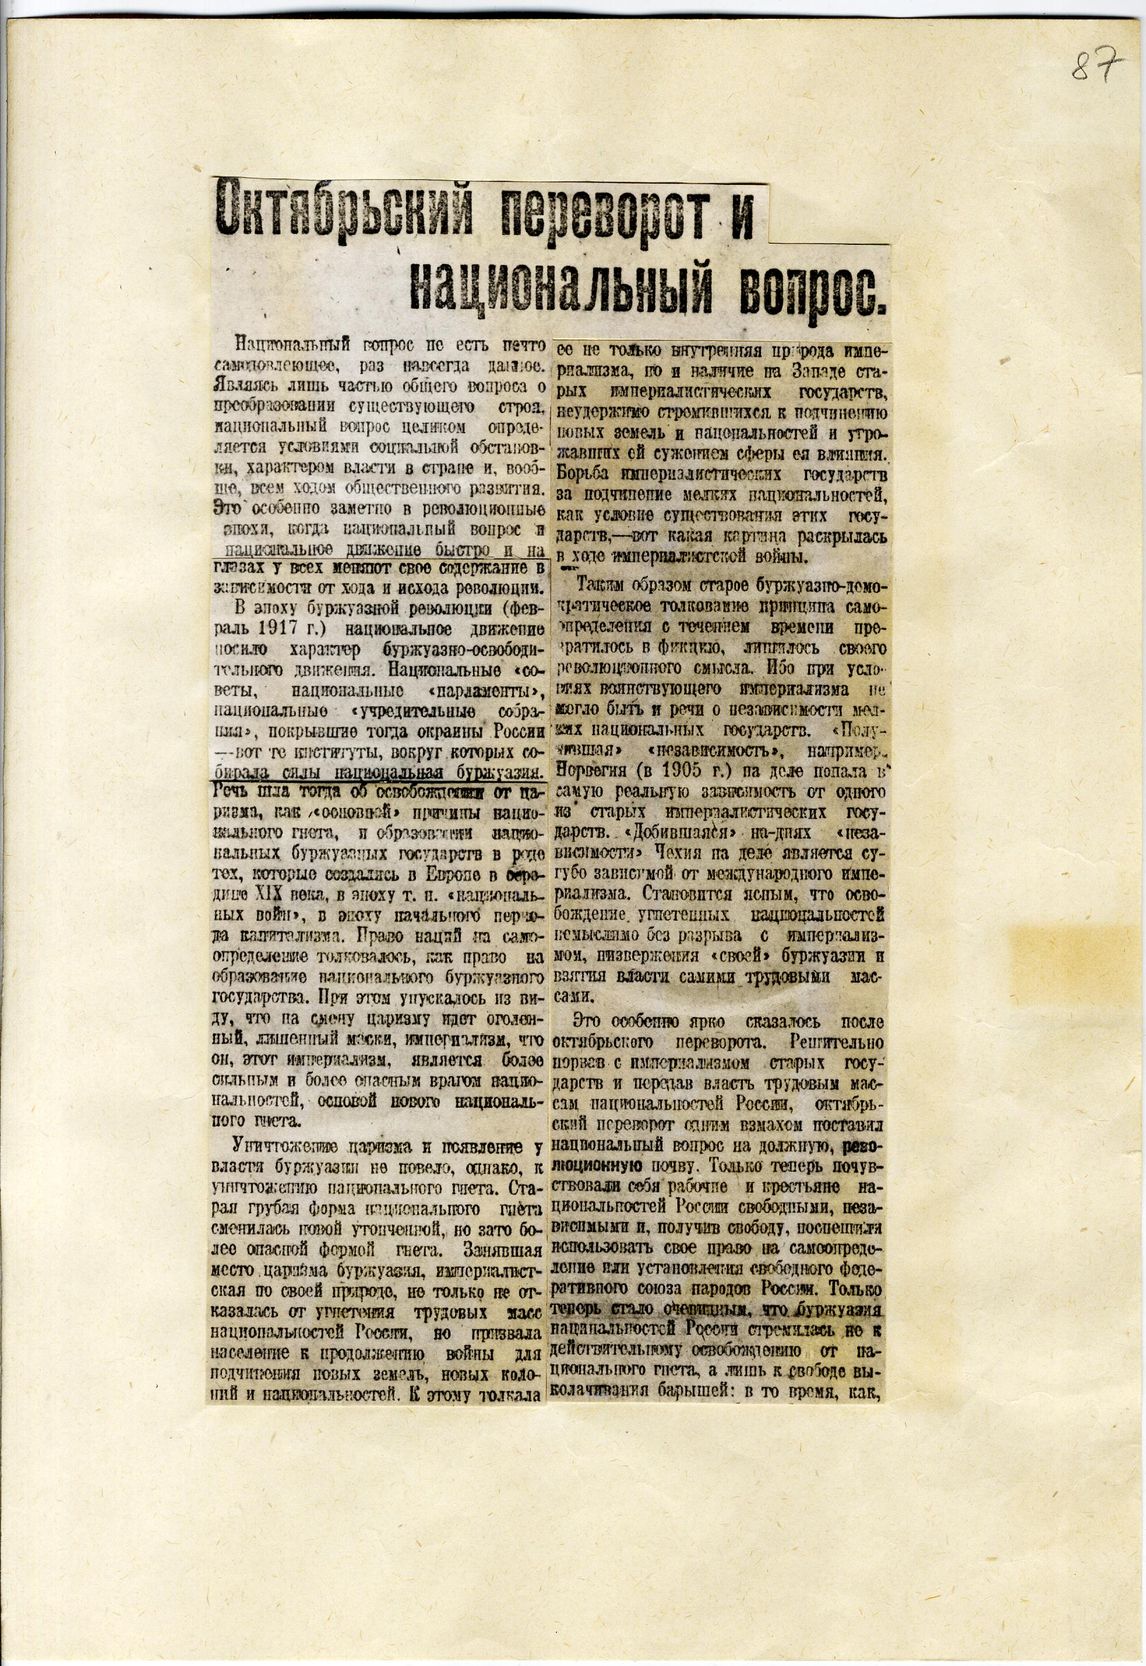 87
Октябрьский переворот и
национальный вопрос.
Национальный вопрос не есть нечто
самодовлеющее, раз навсегда данное.
Являясь лишь частью общего вопроса о
преобразовании существующего строя,
национальный вопрос целиком опреде-
ляется условиями социальной обстанов-
ки, характером власти в стране и, вооб-
ще, всем ходом общественного развития.
Это особенно заметно в революционные
эпохи, когда национальный вопрос и
национальное движение быстро и на
глазах у всех меняют свое содержание в
зависимости от хода и исхода революции.
В эпоху буржуазной революции (фев-
раль 1917 г.) национальное движение
носило характер буржуазно-освободи-
тельного движения. Национальные «со-
веты, национальные «парламенты»,
национальные «учредительные собра-
ния», покрывшие тогда окраины России
—вот те институты, вокруг которых со-
бирала силы национальная буржуазия.
Речь шла тогда об освобождении от ца-
ризма, как «основной» причины нацио-
нального гнета, и образовании нацио-
нальных буржуазных государств в роде
тех, которые создались в Европе в сере-
дине XIX века, в эпоху т. н. «националь-
ных войн», в эпоху начального перио-
да капитализма. Право наций на само-
определение толковалось, как право на
образование национального буржуазного
государства. При этом упускалось из ви-
ду, что на смену царизму идет оголен-
ный, лишенный маски, империализм, что
он, этот империализм, является более
сильным и более опасным врагом нацио-
нальностей, основой нового националь-
ного гнета.
Уничтожение царизма и появление у
власти буржуазии не повело, однако, к
уничтожению национального гнета. Ста-
рая грубая форма национального гнета
сменилась новой утонченной, но зато бо-
лее опасной формой гнета. Занявшая
место царизма буржуазия, империалист-
ская по своей природе, не только не от-
казалась от угнетения трудовых масс
национальностей России, но призвала
население к продолжению войны для
подчинения новых земель, новых коло-
ний и национальностей. К этому толкала
ее не только внутренняя природа импе-
риализма, но и наличие на Западе ста-
рых империалистических государств,
неудержимо стромившихся к подчинению
новых земель и национальностей и угро-
жавших ей сужением сферы ея влияния.
Борьба империалистических государств
за подчинение мелких национальностей,
как условие существования этих госу-
дарств,—вот какая картина раскрылась
в ходе империалистской войны.
Таким образом старое буржуазно-демо-
кратическое толкование принципа само-
определения с течением времени пре-
вратилось в фикцию, лишилось своего
революционного смысла. Ибо при усло-
виях воинствующего империализма не
могло быть и речи о независимости мел-
ких национальных государств. «Полу-
чившая» «независимость», например,
Норвегия (в 1905 г.) на деле попала в
самую реальную зависимость от одного
из старых империалистических госу-
дарств. «Добившаяся» на-днях «неза-
висимости» Чехия на деле является су-
губо зависимой от международного импе-
риализма. Становится ясным, что осво-
бождение угнетенных национальностей
немыслимо без разрыва с империализ-
мом, низвержения «своей» буржуазии и
взятия власти самими трудовыми мас-
сами.
Это особенно ярко сказалось после
октябрьского переворота. Решительно
порвав с империализмом старых госу-
дарств и передав власть трудовым мас-
сам национальностей России, октябрь-
ский переворот одним взмахом поставил
национальный вопрос на должную, рево-
люционную почву. Только теперь почув-
ствовали себя рабочие и крестьяне на-
циональностей России свободными, неза-
висимыми и, получив свободу, поспешили
использовать свое право на самоопреде-
ление или установления свободного феде-
ративного союза народов России. Только
теперь стало очевидным, что буржуазия
национальностей России стремилась не к
действительному освобождению от на-
ционального гнета, а лишь к свободе вы-
колачивания барышей: в то время, как,